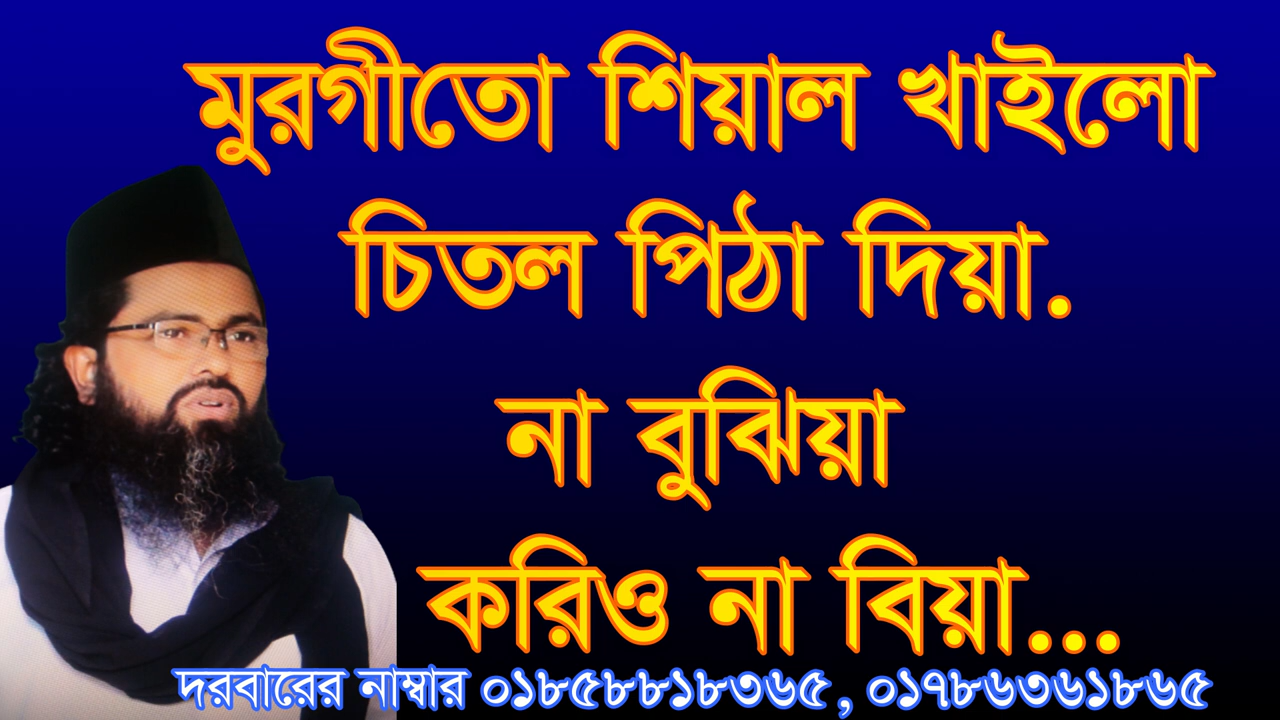 মুরগীতো শিয়াল খাইলো
চিতল পিঠা দিয়া.
না বুঝিয়া
করিও না বিয়া...
দরবারের নাম্বার ০১৮৫৮৮১৮৩৬৫, ০১৭৮৬৩৬১৮৬৫